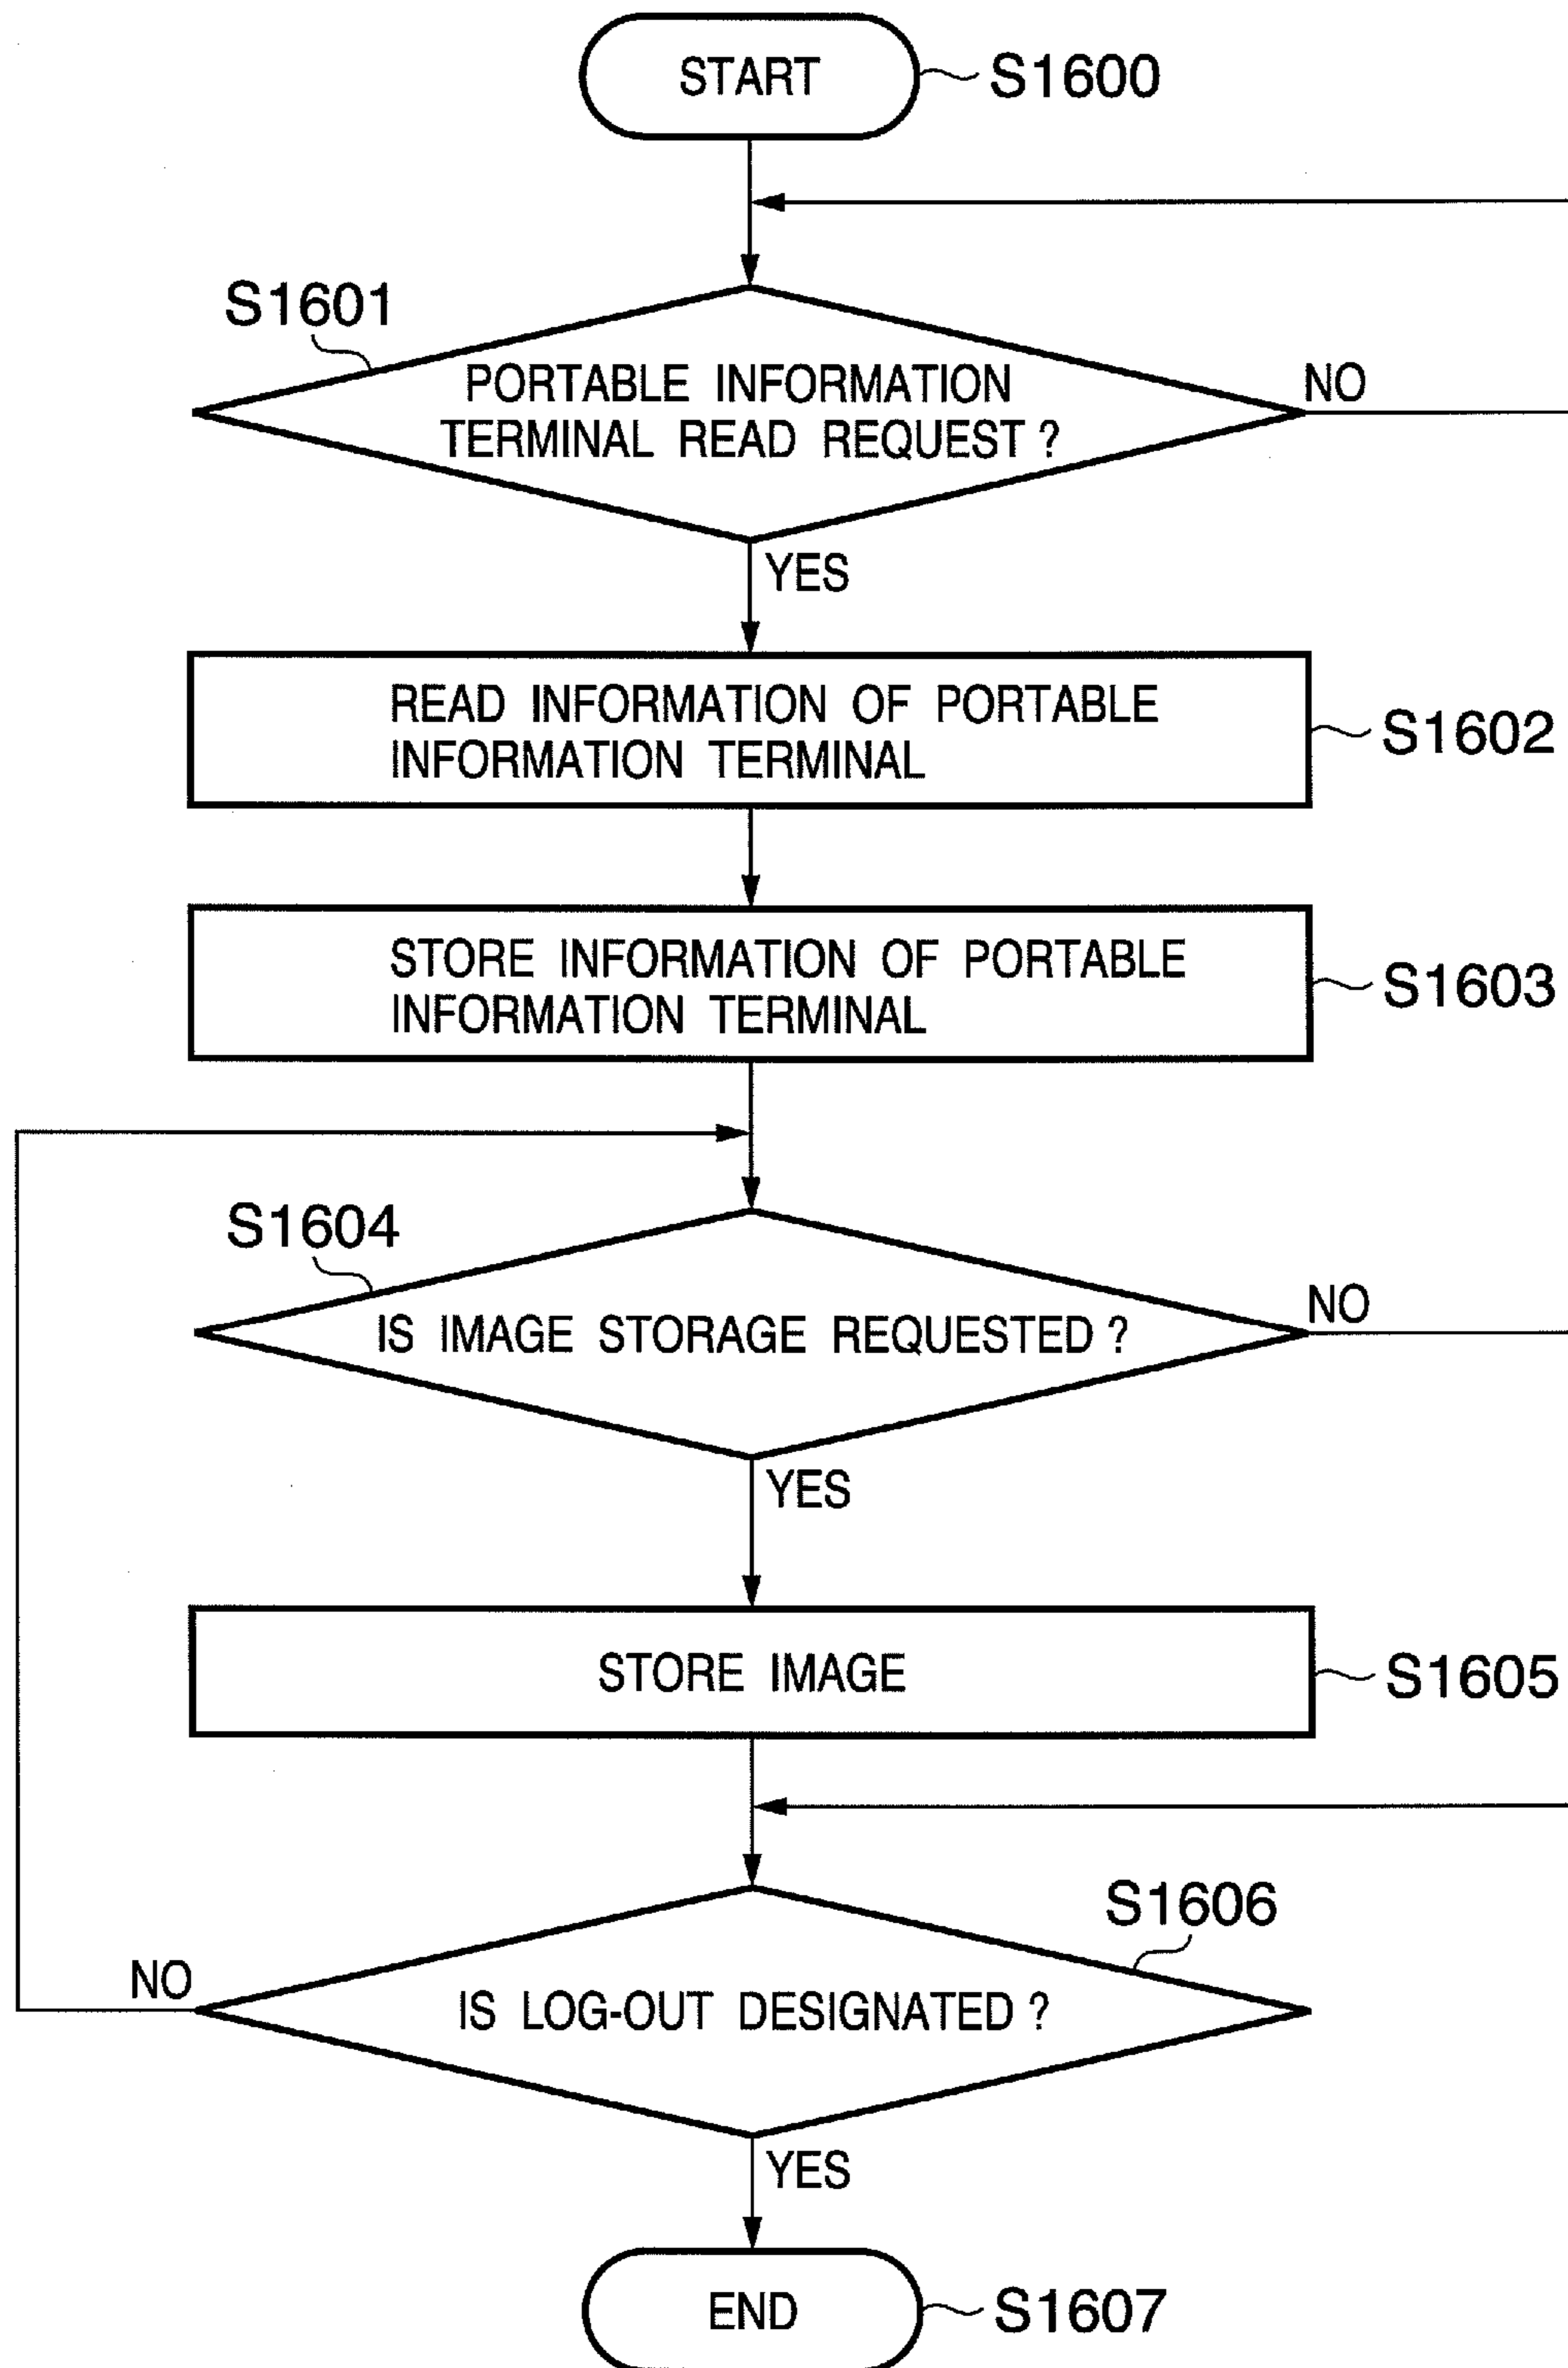 START
S1600
S1601
PORTABLE INFORMATION
TERMINAL READ REQUEST ?
NO
YES
READ INFORMATION OF PORTABLE
INFORMATION TERMINAL
S1602
STORE INFORMATION OF PORTABLE
INFORMATION TERMINAL
S1603
S1604
IS IMAGE STORAGE REQUESTED ?
NO
YES
STORE IMAGE
S1605
S1606
NO
IS LOG-OUT DESIGNATED ?
YES
END
S1607